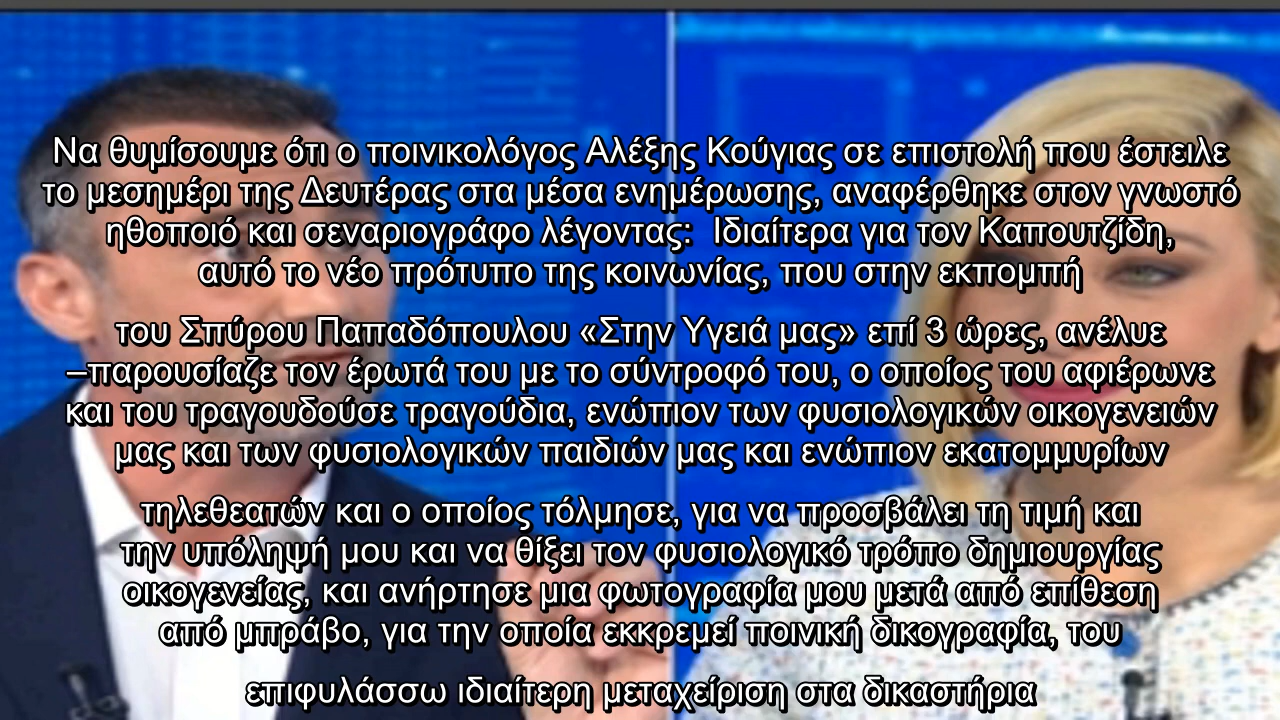 Να θυμίσουμε ότι ο ποινικολόγος Αλέξης Κούγιας σε επιστολή που έστειλε
το μεσημέρι της Δευτέρας στα μέσα ενημέρωσης, αναφέρθηκε στον γνωστό
ηθοποιό και σεναριογράφο λέγοντας:  Ιδιαίτερα για τον Καπουτζίδη,
αυτό το νέο πρότυπο της κοινωνίας, που στην εκπομπή
του Σπύρου Παπαδόπουλου «Στην Υγειά μας» επί 3 ώρες, ανέλυε
–παρουσίαζε τον έρωτά του με το σύντροφό του, ο οποίος του αφιέρωνε
και του τραγουδούσε τραγούδια, ενώπιον των φυσιολογικών οικογενειών
μας και των φυσιολογικών παιδιών μας και ενώπιον εκατομμυρίων
τηλεθεατών και ο οποίος τόλμησε, για να προσβάλει τη τιμή και
την υπόληψή μου και να θίξει τον φυσιολογικό τρόπο δημιουργίας
οικογενείας, και ανήρτησε μια φωτογραφία μου μετά από επίθεση
από μπράβο, για την οποία εκκρεμεί ποινική δικογραφία, του
επιφυλάσσω ιδιαίτερη μεταχείριση στα δικαστήρια